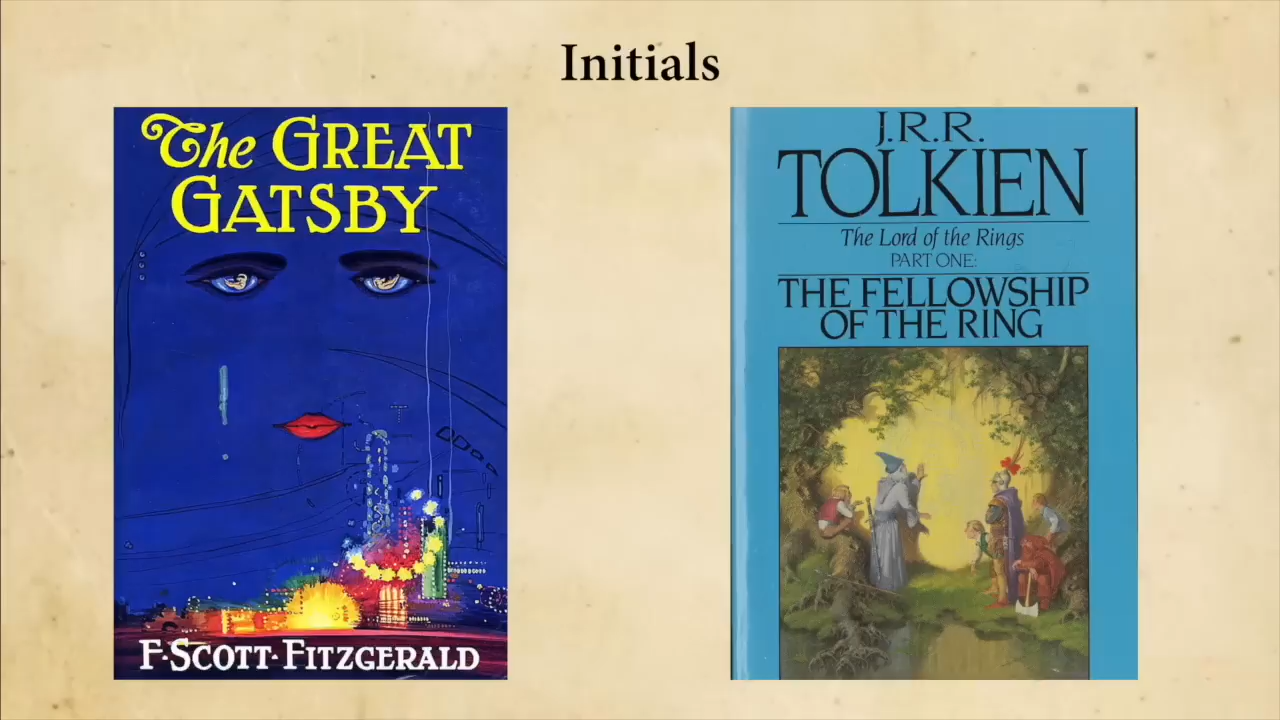 Initials
The GREAT
GATSBY
F·SCOTT·FITZGERALD
J.R.R.
TOLKIEN
The Lord of the Rings
PART ONE:
THE FELLOWSHIP
OF THE RING